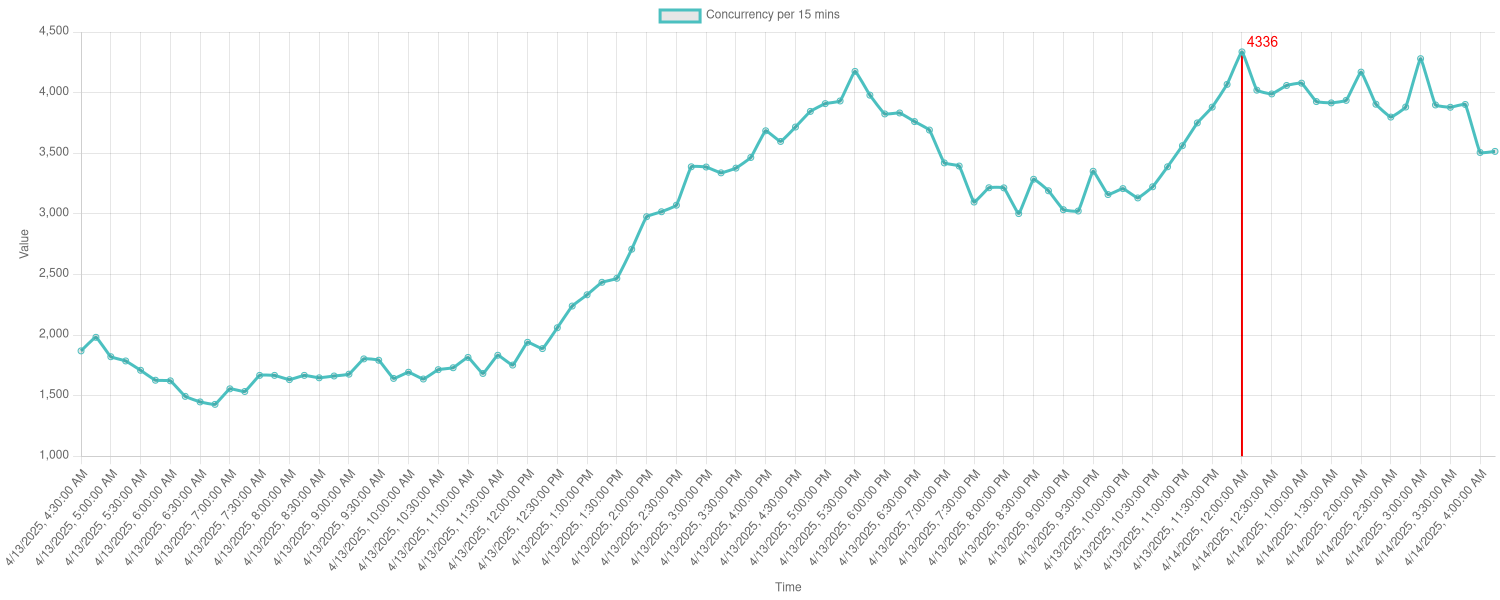 Concurrency per 15 mins
4336
4,500
4,000
3,500
3,000
2,500
2,000
1,500
1,000
Value
4/13/2025, 4:30:00 AM
4/13/2025, 5:00:00 AM
4/13/2025, 5:30:00 AM
4/13/2025, 6:00:00 AM
4/13/2025, 6:30:00 AM
4/13/2025, 7:00:00 AM
4/13/2025, 7:30:00 AM
4/13/2025, 8:00:00 AM
4/13/2025, 8:30:00 AM
4/13/2025, 9:00:00 AM
4/13/2025, 9:30:00 AM
4/13/2025, 10:00:00 AM
4/13/2025, 10:30:00 AM
4/13/2025, 11:00:00 AM
4/13/2025, 11:30:00 AM
4/13/2025, 12:00:00 PM
4/13/2025, 12:30:00 PM
4/13/2025, 1:00:00 PM
4/13/2025, 1:30:00 PM
4/13/2025, 2:00:00 PM
4/13/2025, 2:30:00 PM
4/13/2025, 3:00:00 PM
4/13/2025, 3:30:00 PM
4/13/2025, 4:00:00 PM
4/13/2025, 4:30:00 PM
4/13/2025, 5:00:00 PM
4/13/2025, 5:30:00 PM
4/13/2025, 6:00:00 PM
4/13/2025, 6:30:00 PM
4/13/2025, 7:00:00 PM
4/13/2025, 7:30:00 PM
4/13/2025, 8:00:00 PM
4/13/2025, 8:30:00 PM
4/13/2025, 9:00:00 PM
4/13/2025, 9:30:00 PM
4/13/2025, 10:00:00 PM
4/13/2025, 10:30:00 PM
4/13/2025, 11:00:00 PM
4/13/2025, 11:30:00 PM
4/14/2025, 12:00:00 AM
4/14/2025, 12:30:00 AM
4/14/2025, 1:00:00 AM
4/14/2025, 1:30:00 AM
4/14/2025, 2:00:00 AM
4/14/2025, 2:30:00 AM
4/14/2025, 3:00:00 AM
4/14/2025, 3:30:00 AM
4/14/2025, 4:00:00 AM
Time